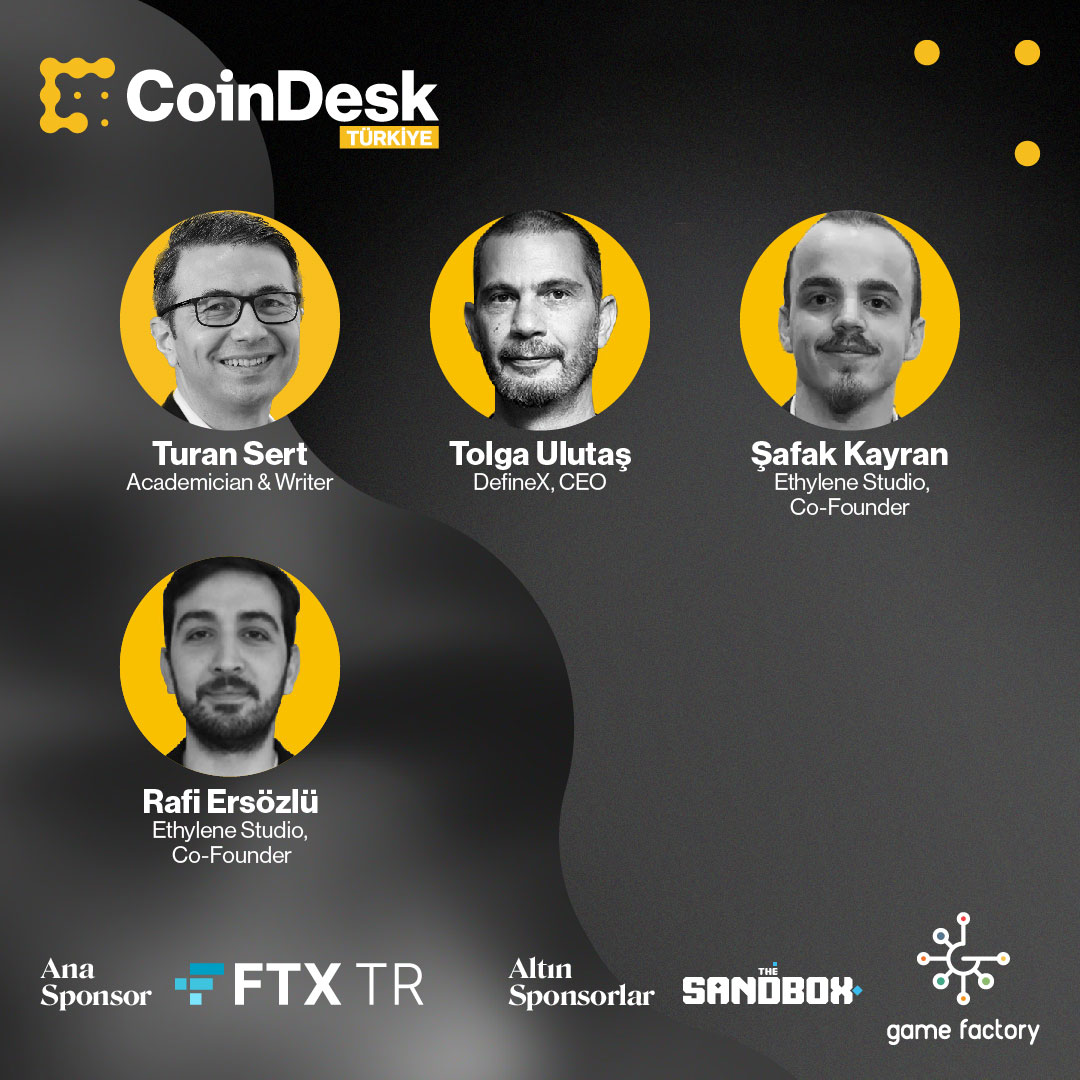 CoinDesk
TÜRKİYE
Turan Sert
Academician & Writer
Tolga Ulutaş
DefineX, CEO
Şafak Kayran
Ethylene Studio,
Co-Founder
Rafi Ersözlü
Ethylene Studio,
Co-Founder
Ana
Sponsor
FTX TR
Altın
Sponsorlar
THE
SANDBOX
game factory